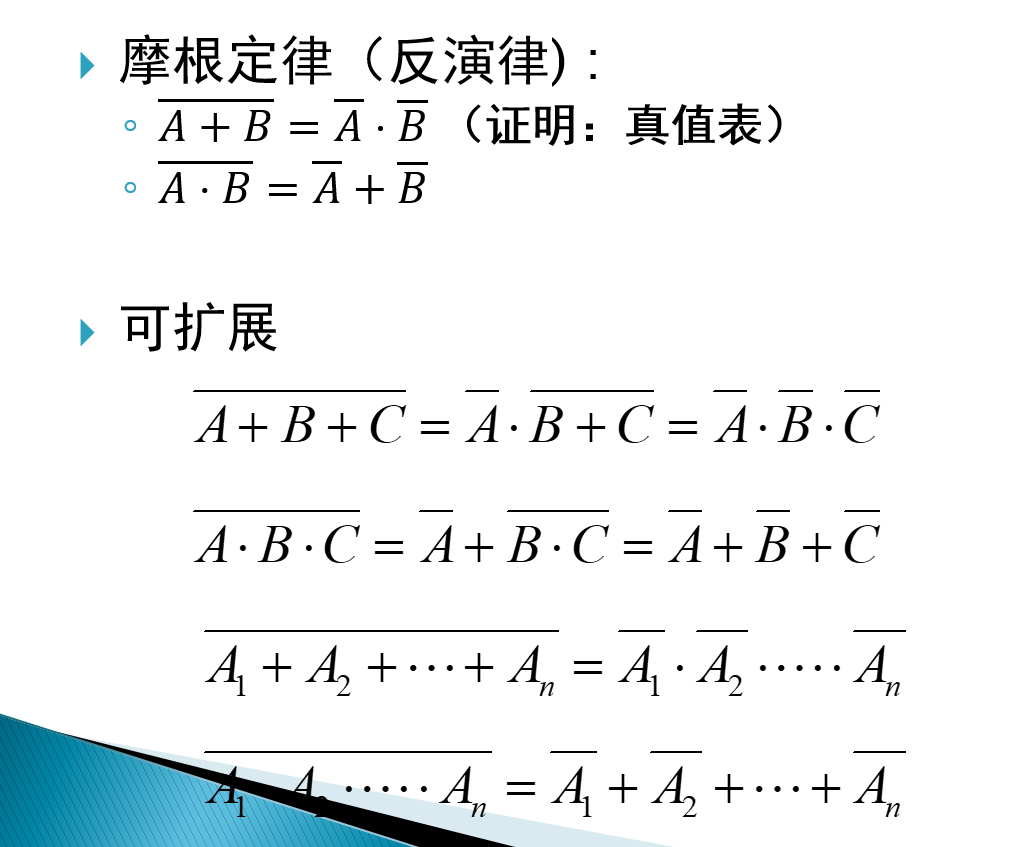 摩根定律（反演律)：
$\overline{A + B} = \overline{A} \cdot \overline{B}$（证明：真值表）
$\overline{A \cdot B} = \overline{A} + \overline{B}$
可扩展
$\overline{A + B + C} = \overline{A} \cdot \overline{B + C} = \overline{A} \cdot \overline{B} \cdot \overline{C}$
$\overline{A \cdot B \cdot C} = \overline{A} + \overline{B \cdot C} = \overline{A} + \overline{B} + \overline{C}$
$\overline{A_1 + A_2 + \cdots + A_n} = \overline{A_1} \cdot \overline{A_2} \cdot \cdots \cdot \overline{A_n}$
$\overline{A_1 \cdot A_2 \cdot \cdots \cdot A_n} = \overline{A_1} + \overline{A_2} + \cdots + \overline{A_n}$